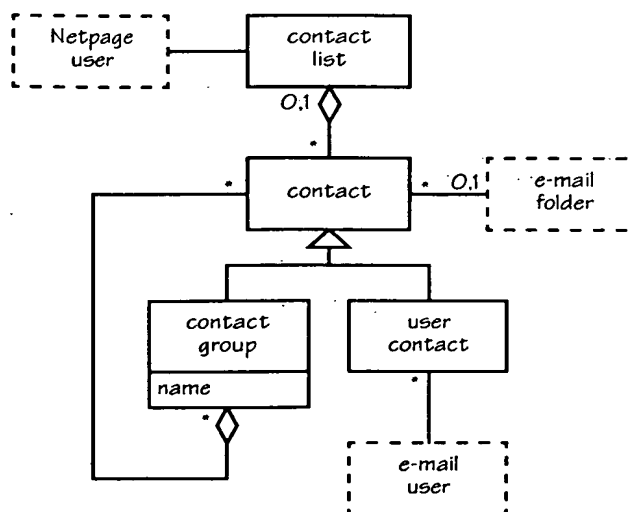 Netpage
user
contact
list
0,1
*
*
contact
*
0,1
e-mail
folder
contact
group
name
*
user
contact
*
e-mail
user